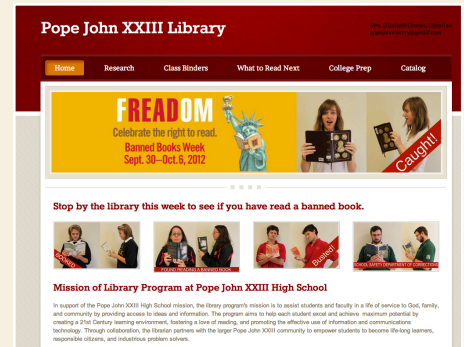 Pope John XXIII Library
Home Research Class Binders What to Read Next College Prep Catalog
FREADOM
Celebrate the right to read.
Banned Books Week
Sept. 30–Oct. 6, 2012
Caught!
Stop by the library this week to see if you have read a banned book.
BOOKED
FOUND READING A BANNED BOOK
Busted!
SCHOOL SAFETY DEPARTMENT OF CORRECTIONS
Mission of Library Program at Pope John XXIII High School
In support of the Pope John XXIII High School mission, the library program's mission is to assist students and faculty in a life of service to God, family,
and community by providing access to ideas and information. The program aims to help each student excel and achieve maximum potential by
creating a 21st Century learning environment, fostering a love of reading, and promoting the effective use of information and communications
technology. Through collaboration, the librarian partners with the larger Pope John XXIII community to empower students to become life-long learners,
responsible citizens, and industrious problem solvers.